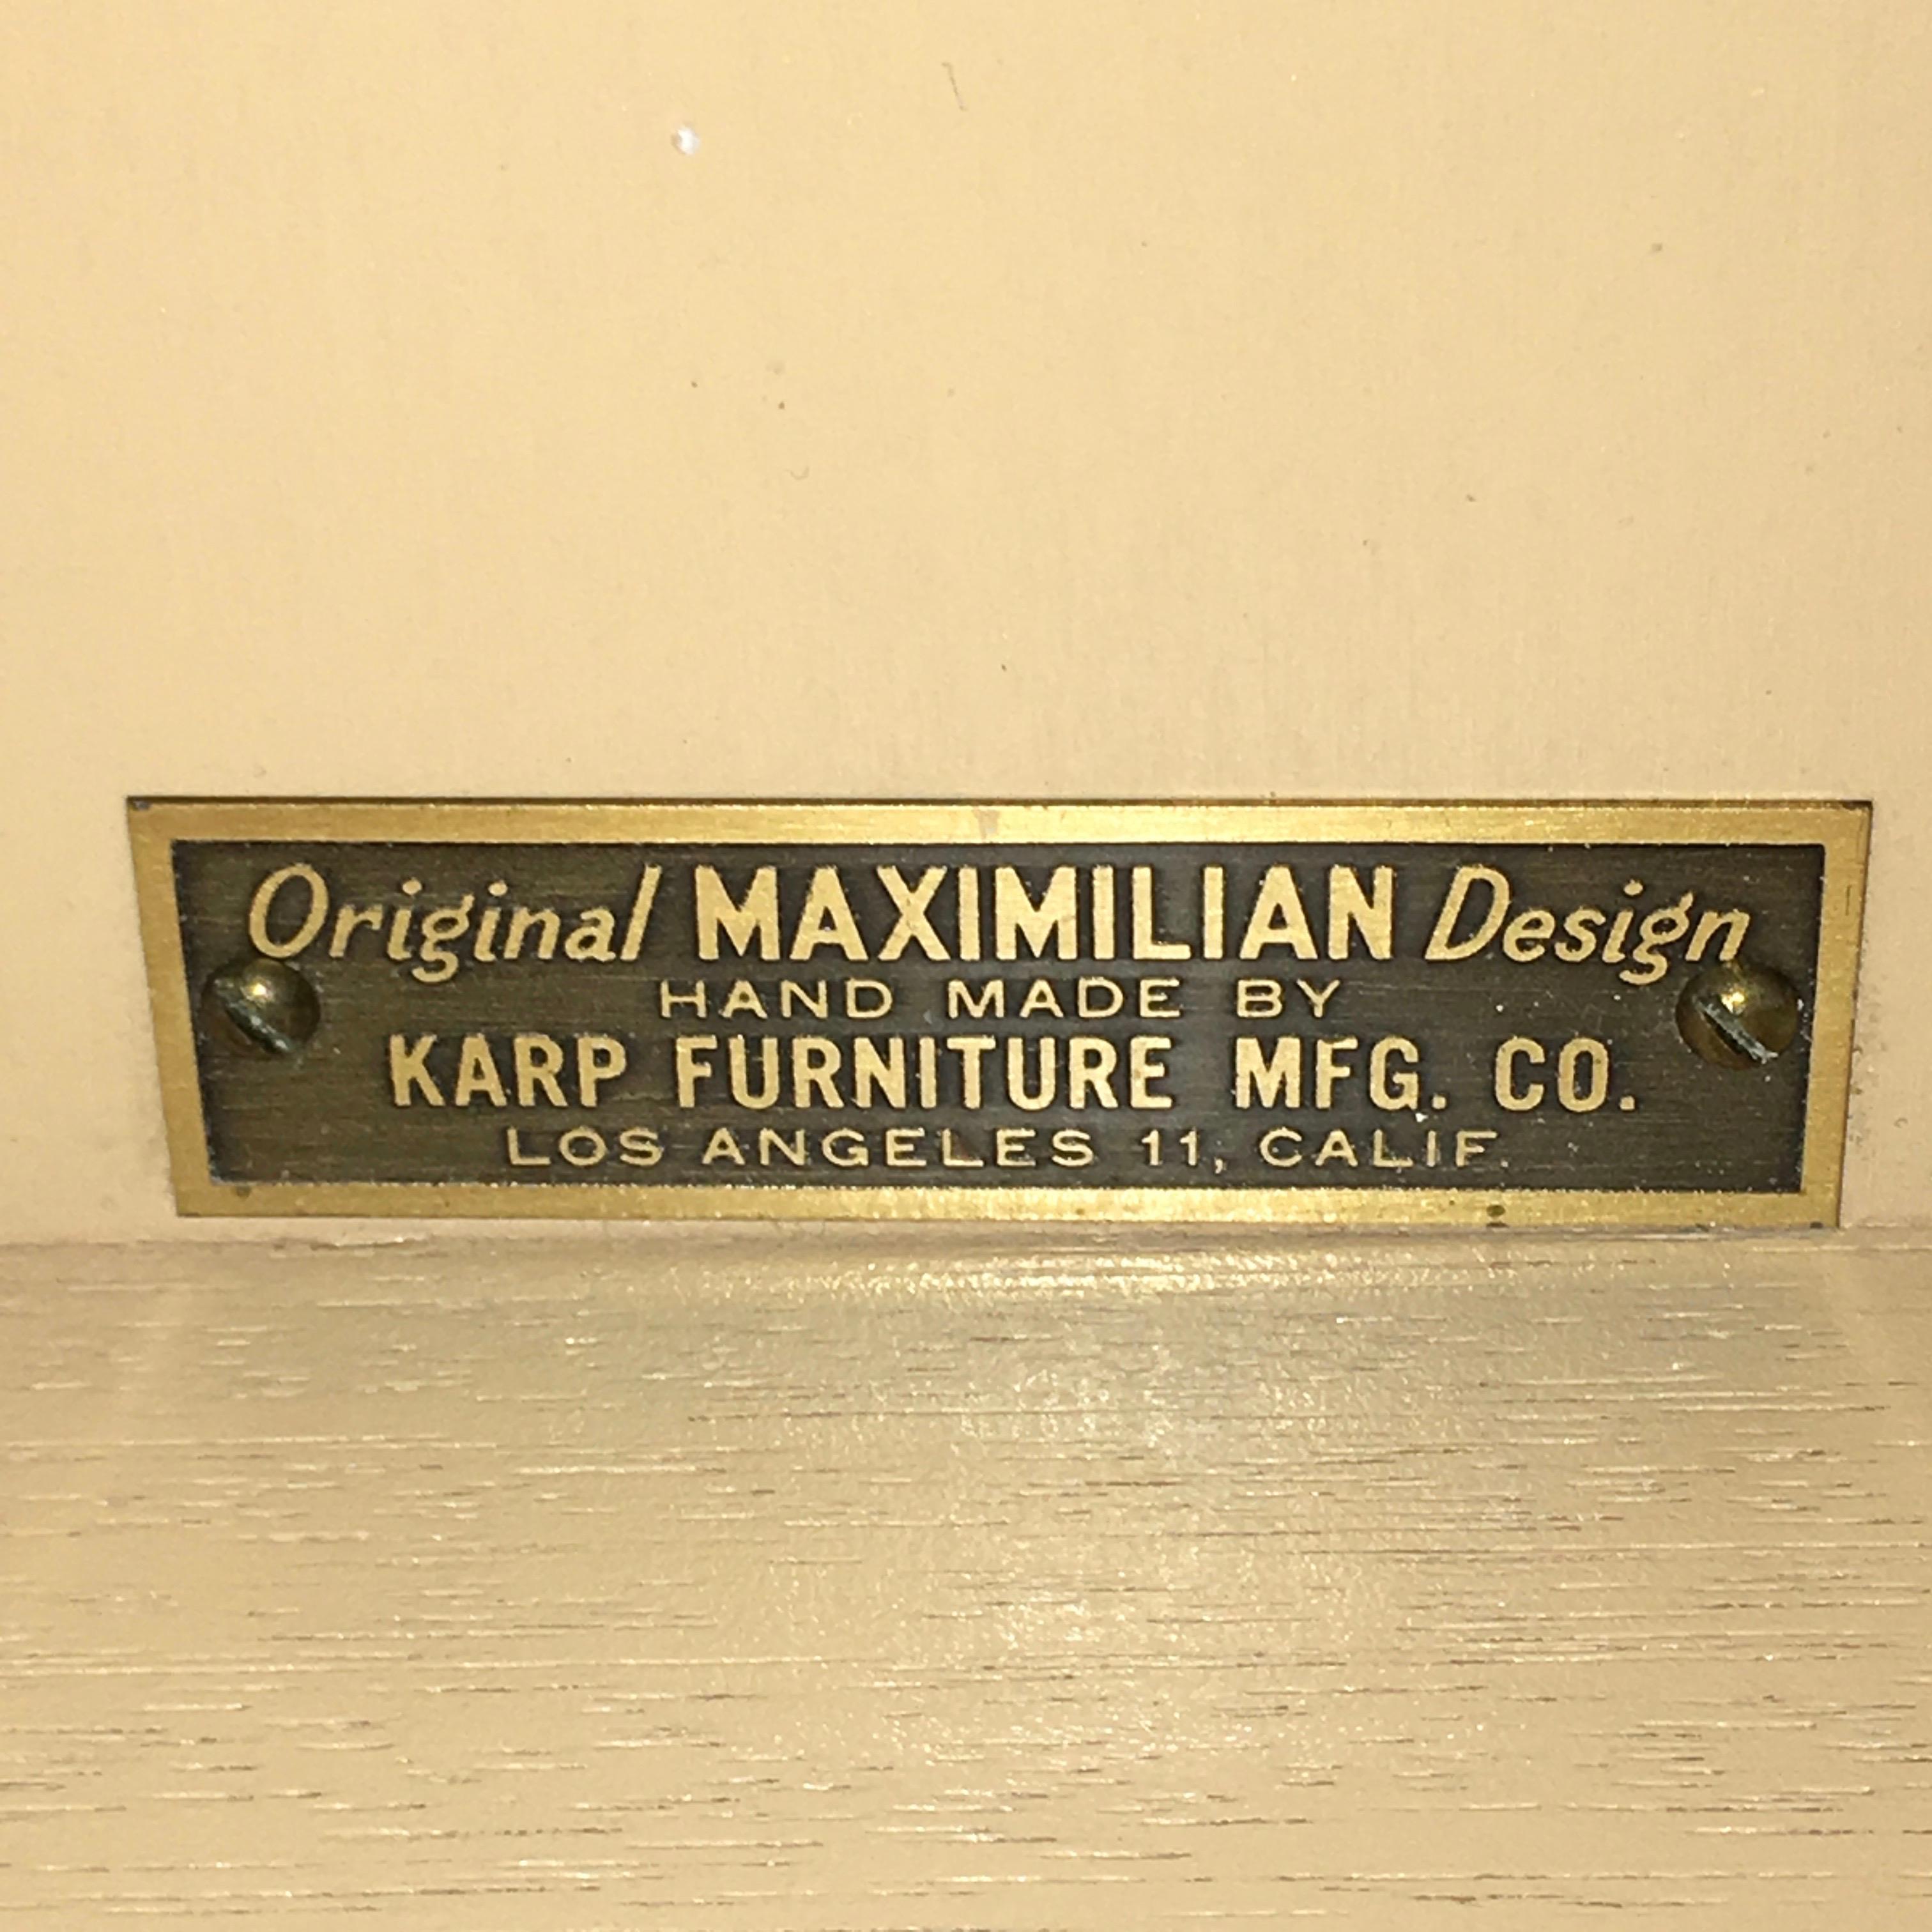 Original MAXIMILIAN Design
HAND MADE BY
KARP FURNITURE MFG. CO.
LOS ANGELES 11, CALIF.